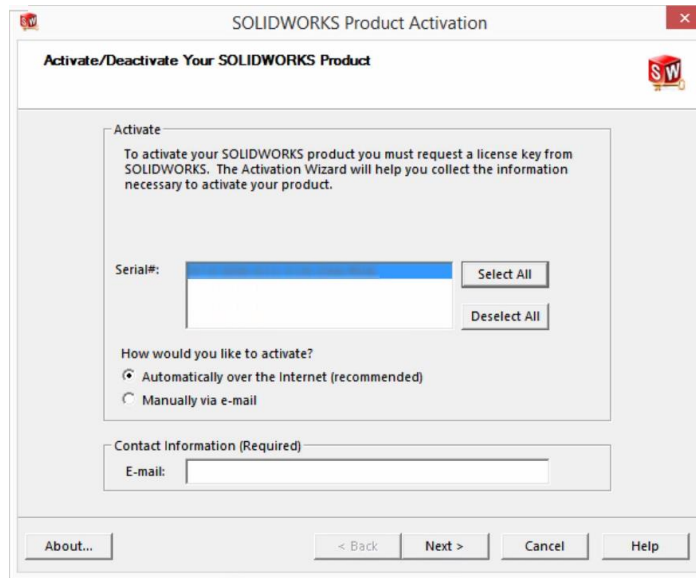 SOLIDWORKS Product Activation
Activate/Deactivate Your SOLIDWORKS Product
SW
Activate
To activate your SOLIDWORKS product you must request a license key from
SOLIDWORKS. The Activation Wizard will help you collect the information
necessary to activate your product.
Serial#:
Select All
Deselect All
How would you like to activate?
Automatically over the Internet (recommended)
Manually via e-mail
Contact Information (Required)
E-mail:
About...
< Back
Next >
Cancel
Help